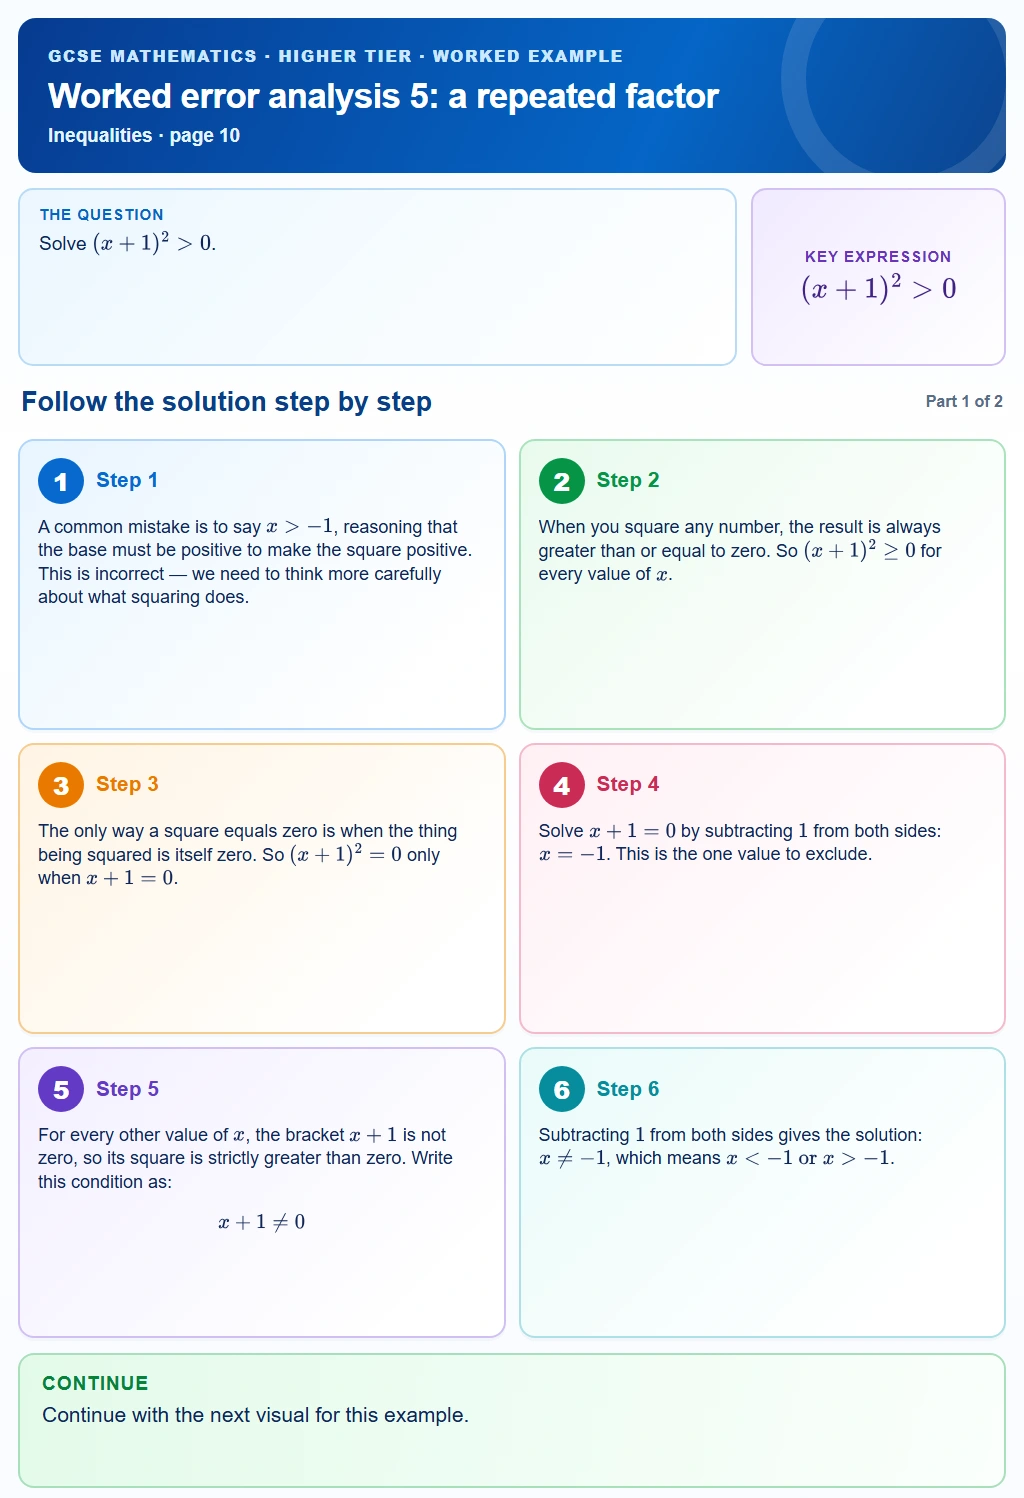 GCSE MATHEMATICS · HIGHER TIER · WORKED EXAMPLE
Worked error analysis 5: a repeated factor
Inequalities · page 10
THE QUESTION
Solve (x + 1)² > 0.
KEY EXPRESSION
(x + 1)² > 0
Follow the solution step by step
Part 1 of 2
1 Step 1
A common mistake is to say x > −1, reasoning that
the base must be positive to make the square positive.
This is incorrect — we need to think more carefully
about what squaring does.
2 Step 2
When you square any number, the result is always
greater than or equal to zero. So (x + 1)² ≥ 0 for
every value of x.
3 Step 3
The only way a square equals zero is when the thing
being squared is itself zero. So (x + 1)² = 0 only
when x + 1 = 0.
4 Step 4
Solve x + 1 = 0 by subtracting 1 from both sides:
x = −1. This is the one value to exclude.
5 Step 5
For every other value of x, the bracket x + 1 is not
zero, so its square is strictly greater than zero. Write
this condition as:
x + 1 ≠ 0
6 Step 6
Subtracting 1 from both sides gives the solution:
x ≠ −1, which means x < −1 or x > −1.
CONTINUE
Continue with the next visual for this example.